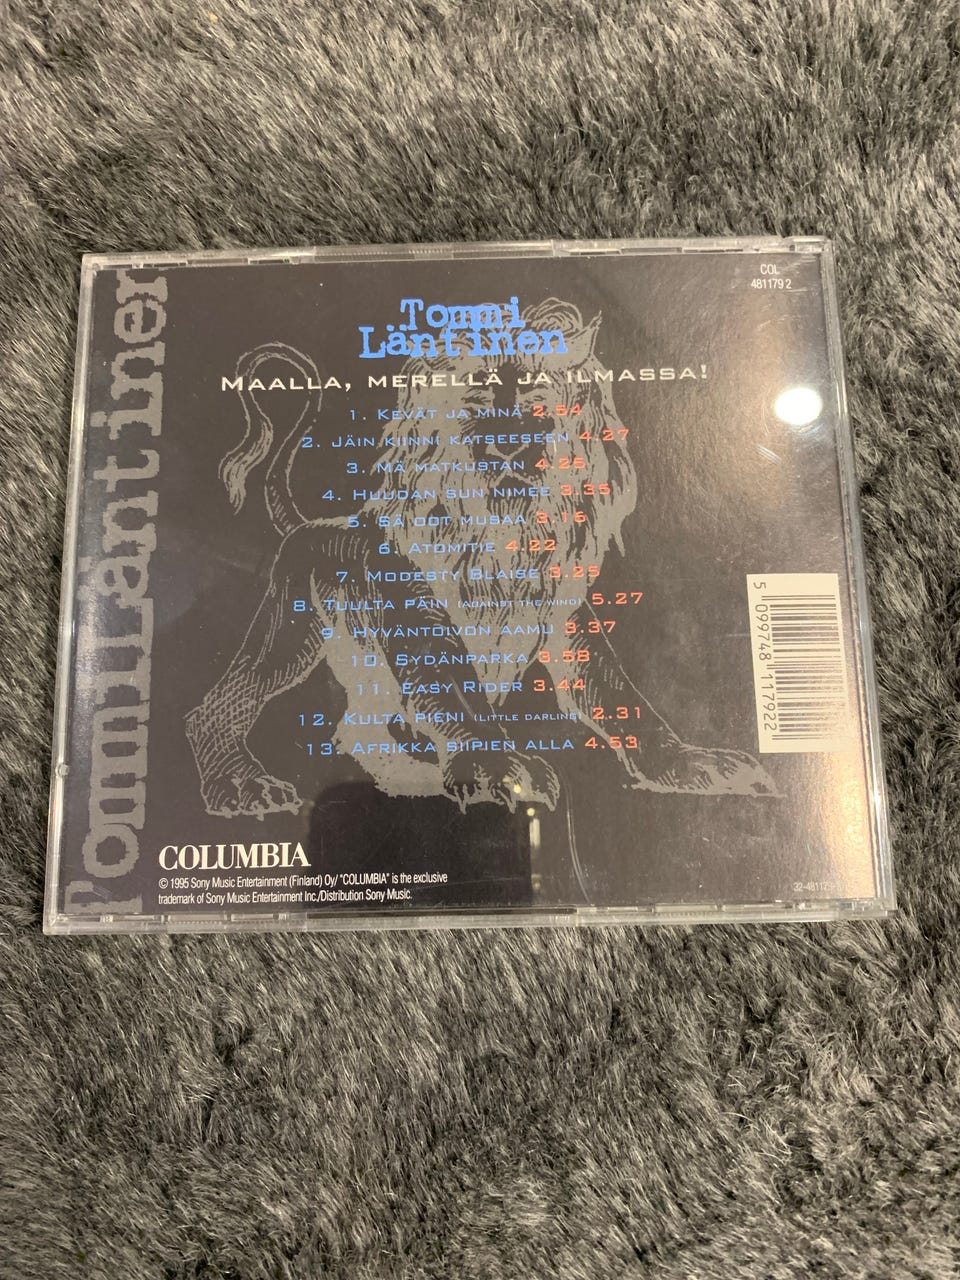 COL
481179 2
Tommi
Läntinen
MAALLA, MERELLÄ JA ILMASSA!
1. KEVÄT JA MINÄ 2.54
2. JÄIN KIINNI KATSEESEEN 4.27
3. MÄ MATKUSTAN 4.25
4. HUUDAN SUN NIMEE 3.35
5. SÄ OOT MUSAA 3.16
6. ATOMITIE 4.22
7. MODESTY BLAISE 3.25
8. TUULTA PÄIN (AGAINST THE WIND) 5.27
9. HYVÄNTOIVON AAMU 3.37
10. SYDÄNPARKA 3.58
11. EASY RIDER 3.44
12. KULTA PIENI (LITTLE DARLING) 2.31
13. AFRIKKA SIIPIEN ALLA 4.53
TommiLäntinen
5 099748 117922
COLUMBIA
© 1995 Sony Music Entertainment (Finland) Oy/ "COLUMBIA" is the exclusive
trademark of Sony Music Entertainment Inc./Distribution Sony Music.